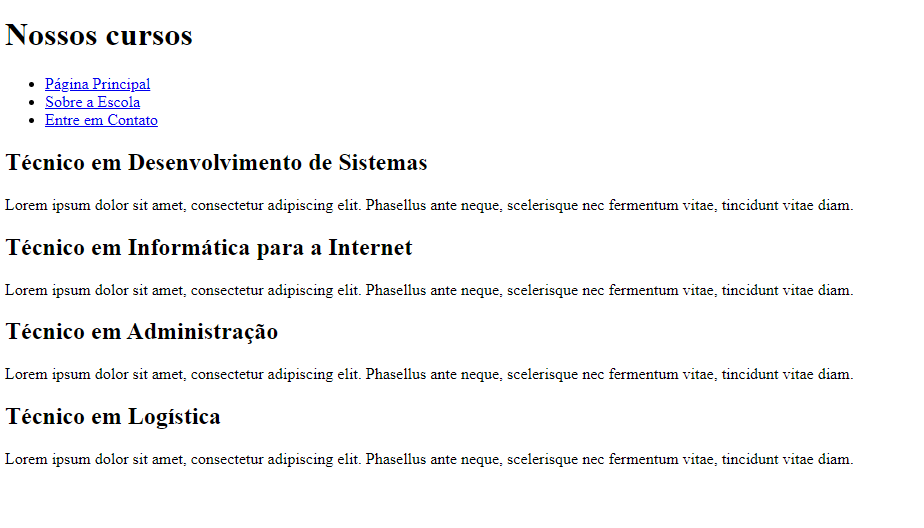 Nossos cursos
Página Principal
Sobre a Escola
Entre em Contato
Técnico em Desenvolvimento de Sistemas
Lorem ipsum dolor sit amet, consectetur adipiscing elit. Phasellus ante neque, scelerisque nec fermentum vitae, tincidunt vitae diam.
Técnico em Informática para a Internet
Lorem ipsum dolor sit amet, consectetur adipiscing elit. Phasellus ante neque, scelerisque nec fermentum vitae, tincidunt vitae diam.
Técnico em Administração
Lorem ipsum dolor sit amet, consectetur adipiscing elit. Phasellus ante neque, scelerisque nec fermentum vitae, tincidunt vitae diam.
Técnico em Logística
Lorem ipsum dolor sit amet, consectetur adipiscing elit. Phasellus ante neque, scelerisque nec fermentum vitae, tincidunt vitae diam.